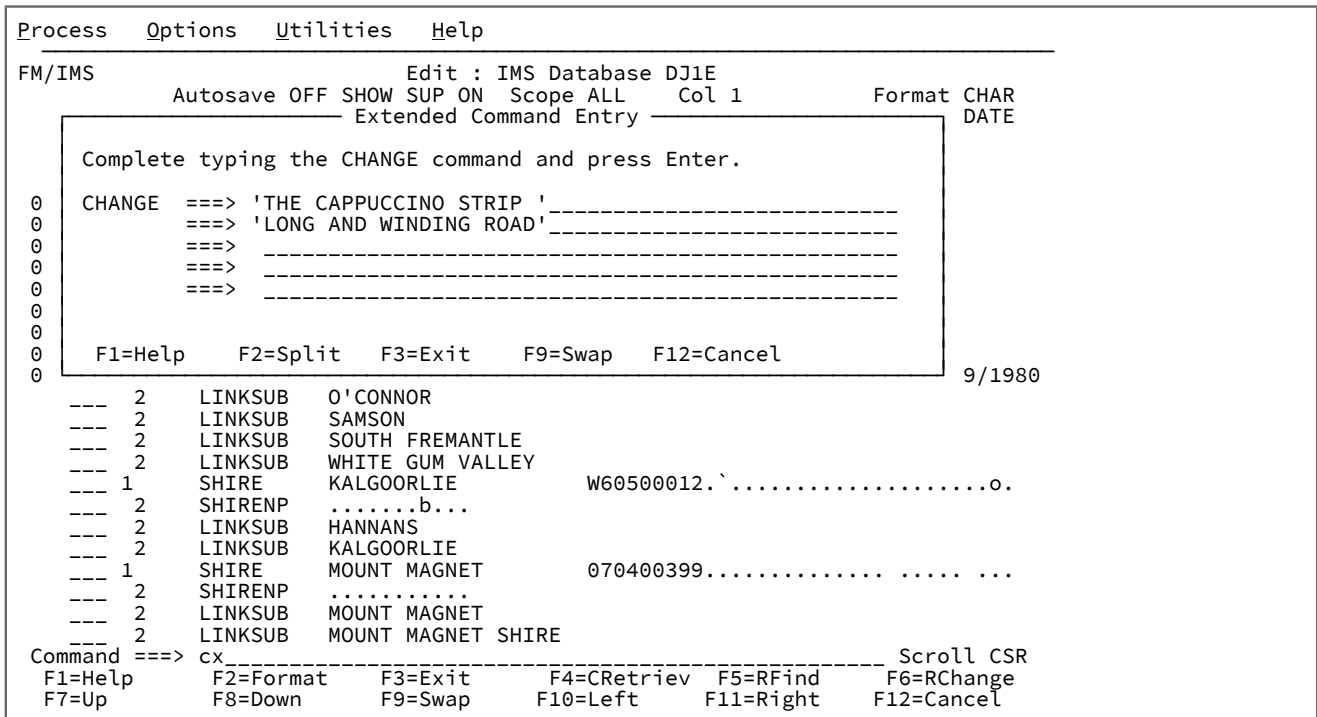 Process   Options   Utilities   Help
FM/IMS                        Edit : IMS Database DJ1E
Autosave OFF SHOW SUP ON  Scope ALL    Col 1          Format CHAR
Extended Command Entry    DATE
Complete typing the CHANGE command and press Enter.
0   CHANGE  ===> 'THE CAPPUCCINO STRIP '___________________________
0           ===> 'LONG AND WINDING ROAD'___________________________
0           ===>  _________________________________________________
0           ===>  _________________________________________________
0           ===>  _________________________________________________
0
0
0    F1=Help    F2=Split   F3=Exit    F9=Swap   F12=Cancel
0    9/1980
___  2    LINKSUB   O'CONNOR
___  2    LINKSUB   SAMSON
___  2    LINKSUB   SOUTH FREMANTLE
___  2    LINKSUB   WHITE GUM VALLEY
___ 1     SHIRE     KALGOORLIE          W60500012.`....................o.
___  2    SHIRENP   .......b...
___  2    LINKSUB   HANNANS
___  2    LINKSUB   KALGOORLIE
___ 1     SHIRE     MOUNT MAGNET        070400399.............. ..... ...
___  2    SHIRENP   ...........
___  2    LINKSUB   MOUNT MAGNET
___  2    LINKSUB   MOUNT MAGNET SHIRE
Command ===> cx___________________________________________________ Scroll CSR
F1=Help      F2=Format    F3=Exit      F4=CRetriev  F5=RFind     F6=RChange
F7=Up        F8=Down      F9=Swap     F10=Left     F11=Right    F12=Cancel